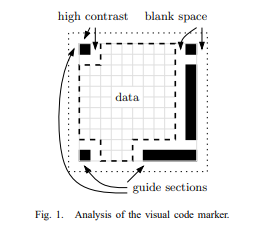 high contrast blank space
data
guide sections
Fig. 1. Analysis of the visual code marker.